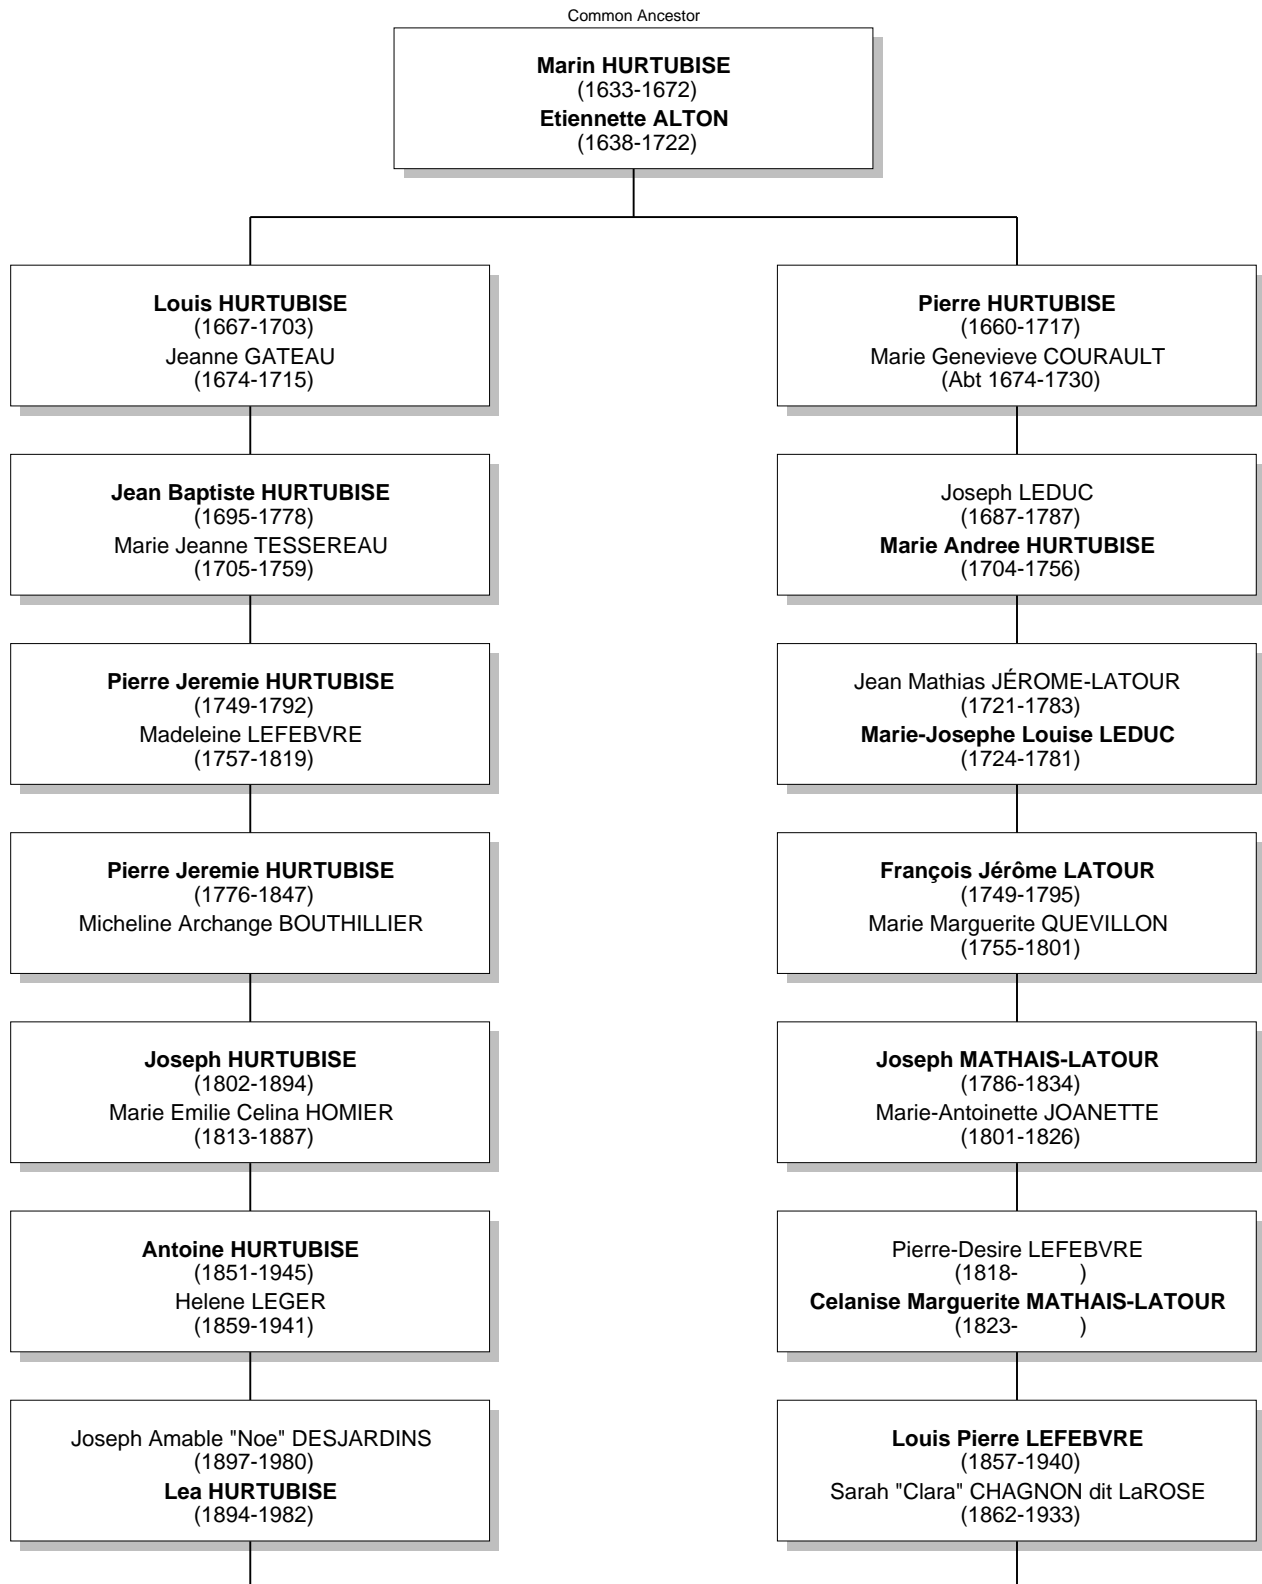 Common Ancestor
Marin HURTUBISE
(1633-1672)
Etiennette ALTON
(1638-1722)
Louis HURTUBISE
(1667-1703)
Jeanne GATEAU
(1674-1715)
Pierre HURTUBISE
(1660-1717)
Marie Genevieve COURAULT
(Abt 1674-1730)
Jean Baptiste HURTUBISE
(1695-1778)
Marie Jeanne TESSEREAU
(1705-1759)
Joseph LEDUC
(1687-1787)
Marie Andree HURTUBISE
(1704-1756)
Pierre Jeremie HURTUBISE
(1749-1792)
Madeleine LEFEBVRE
(1757-1819)
Jean Mathias JÉROME-LATOUR
(1721-1783)
Marie-Josephe Louise LEDUC
(1724-1781)
Pierre Jeremie HURTUBISE
(1776-1847)
Micheline Archange BOUTHILLIER
François Jérôme LATOUR
(1749-1795)
Marie Marguerite QUEVILLON
(1755-1801)
Joseph HURTUBISE
(1802-1894)
Marie Emilie Celina HOMIER
(1813-1887)
Joseph MATHAIS-LATOUR
(1786-1834)
Marie-Antoinette JOANETTE
(1801-1826)
Antoine HURTUBISE
(1851-1945)
Helene LEGER
(1859-1941)
Pierre-Desire LEFEBVRE
(1818- )
Celanise Marguerite MATHAIS-LATOUR
(1823- )
Joseph Amable "Noe" DESJARDINS
(1897-1980)
Lea HURTUBISE
(1894-1982)
Louis Pierre LEFEBVRE
(1857-1940)
Sarah "Clara" CHAGNON dit LaROSE
(1862-1933)